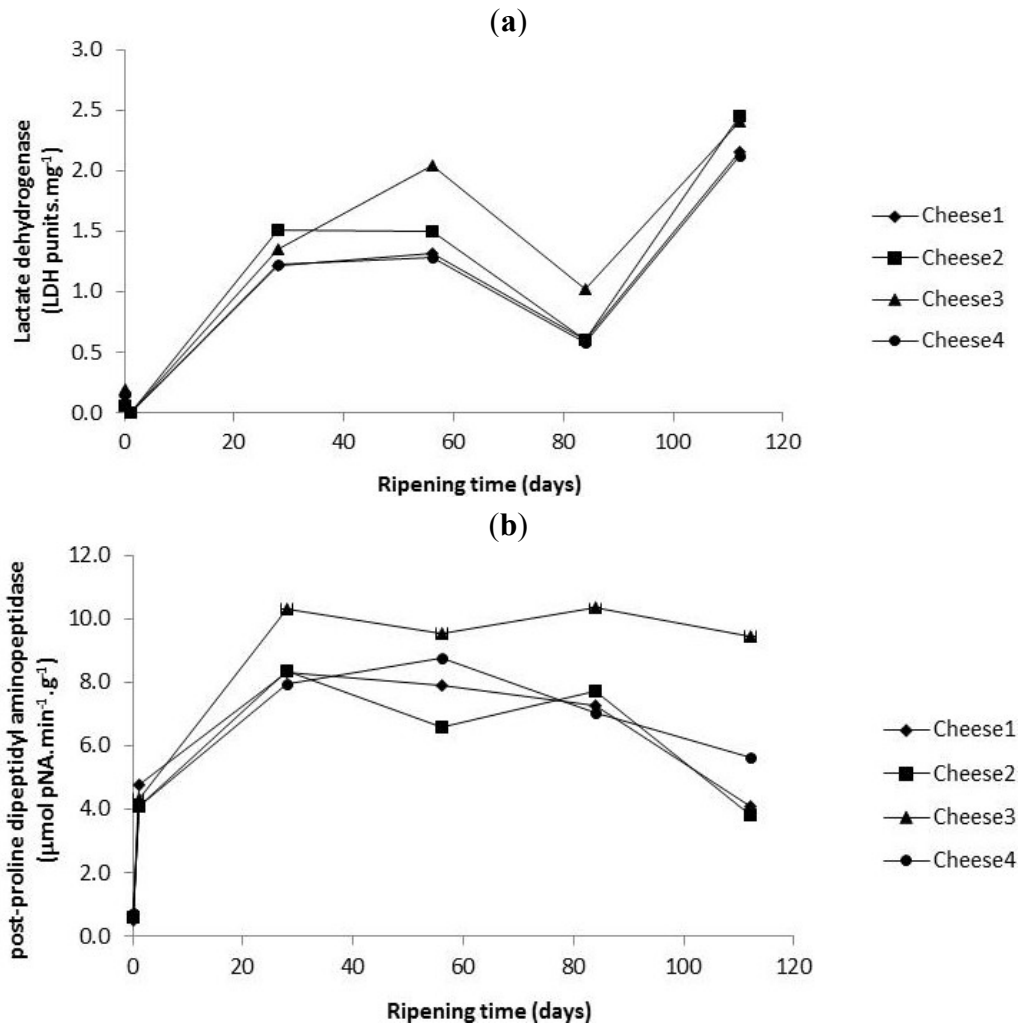 (a)
3.0
2.5
2.0
1.5
1.0
0.5
0.0
Lactate dehydrogenase
(LDH punits.mg⁻¹)
0 20 40 60 80 100 120
Ripening time (days)
Cheese1
Cheese2
Cheese3
Cheese4
(b)
12.0
10.0
8.0
6.0
4.0
2.0
0.0
post-proline dipeptidyl aminopeptidase
(μmol pNA.min⁻¹.g⁻¹)
0 20 40 60 80 100 120
Ripening time (days)
Cheese1
Cheese2
Cheese3
Cheese4